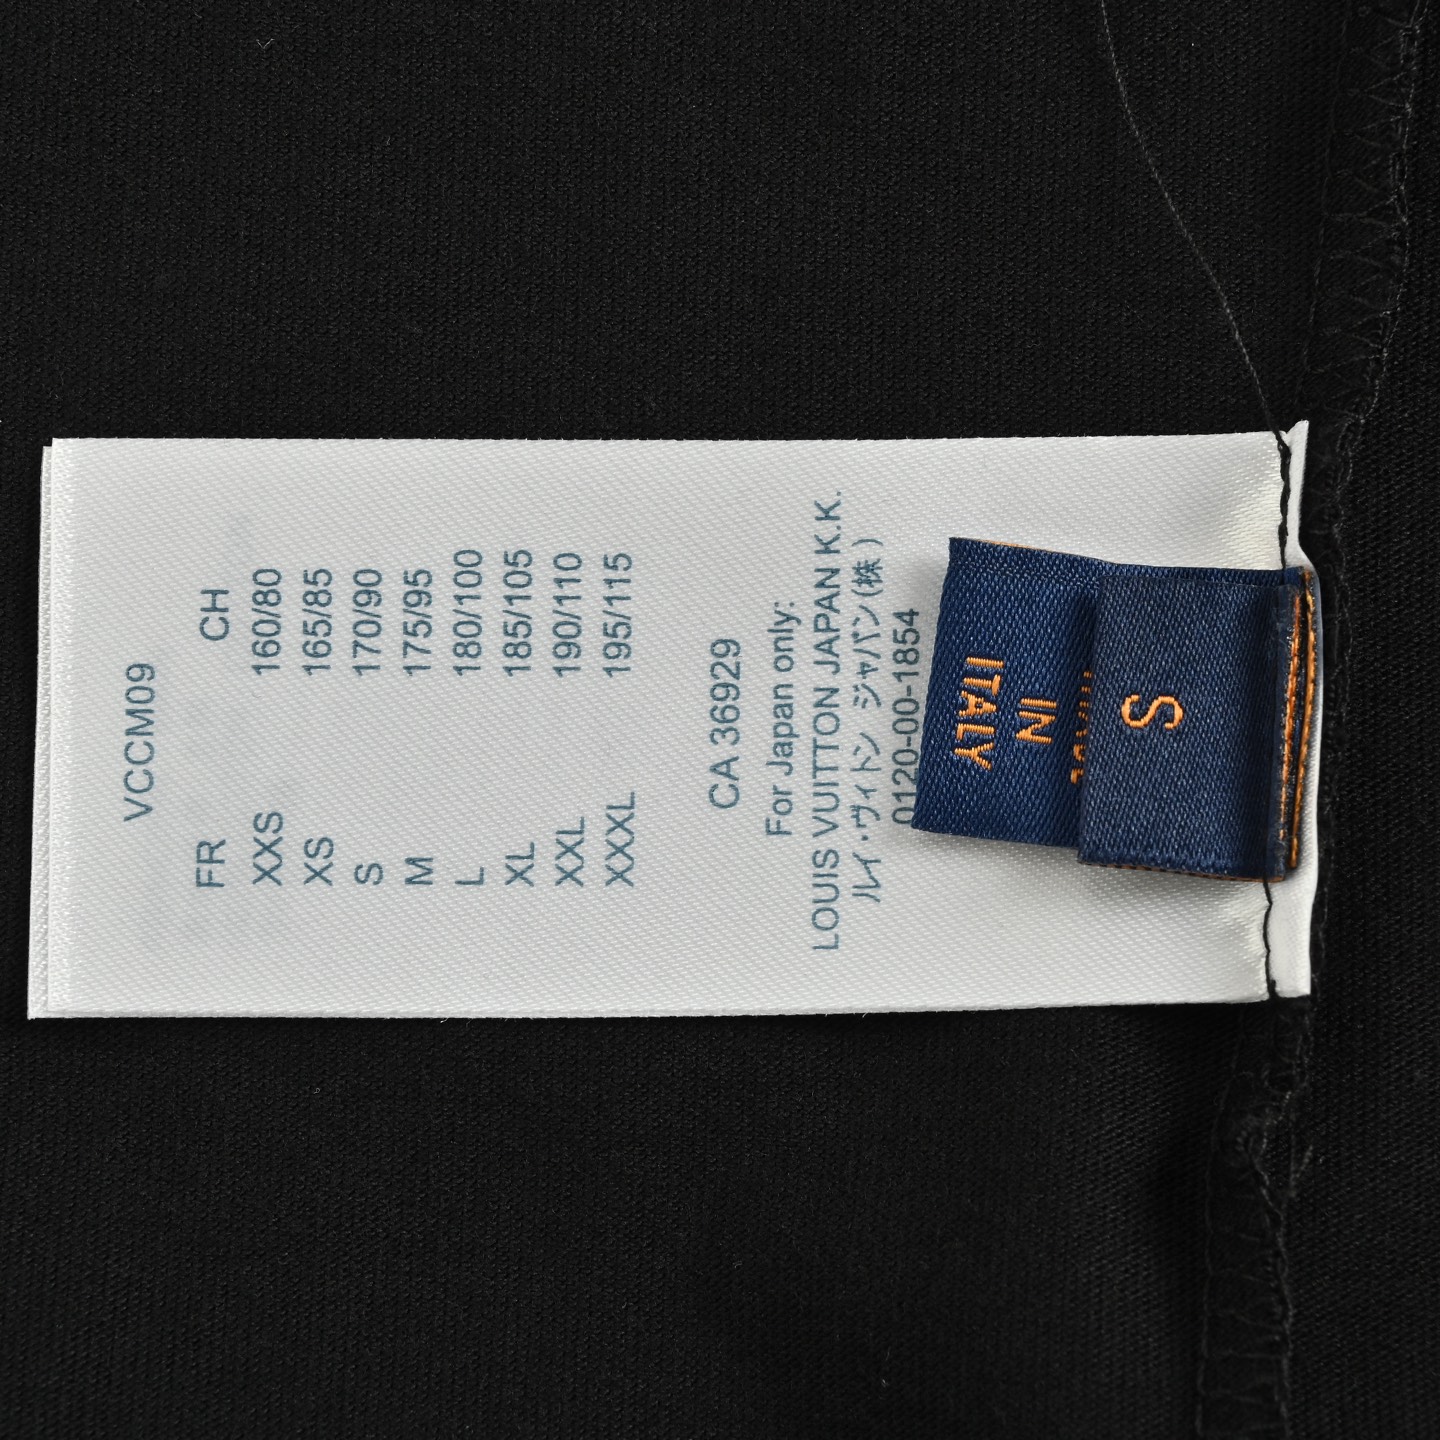 VCCM09
FR CH
XXS 160/80
XS 165/85
S 170/90
M 175/95
L 180/100
XL 185/105
XXL 190/110
XXXL 195/115
CA 36929
For Japan only:
LOUIS VUITTON JAPAN K.K.
ルイ・ヴィトン ジャパン(株)
0120-00-1854
IN
ITALY
S